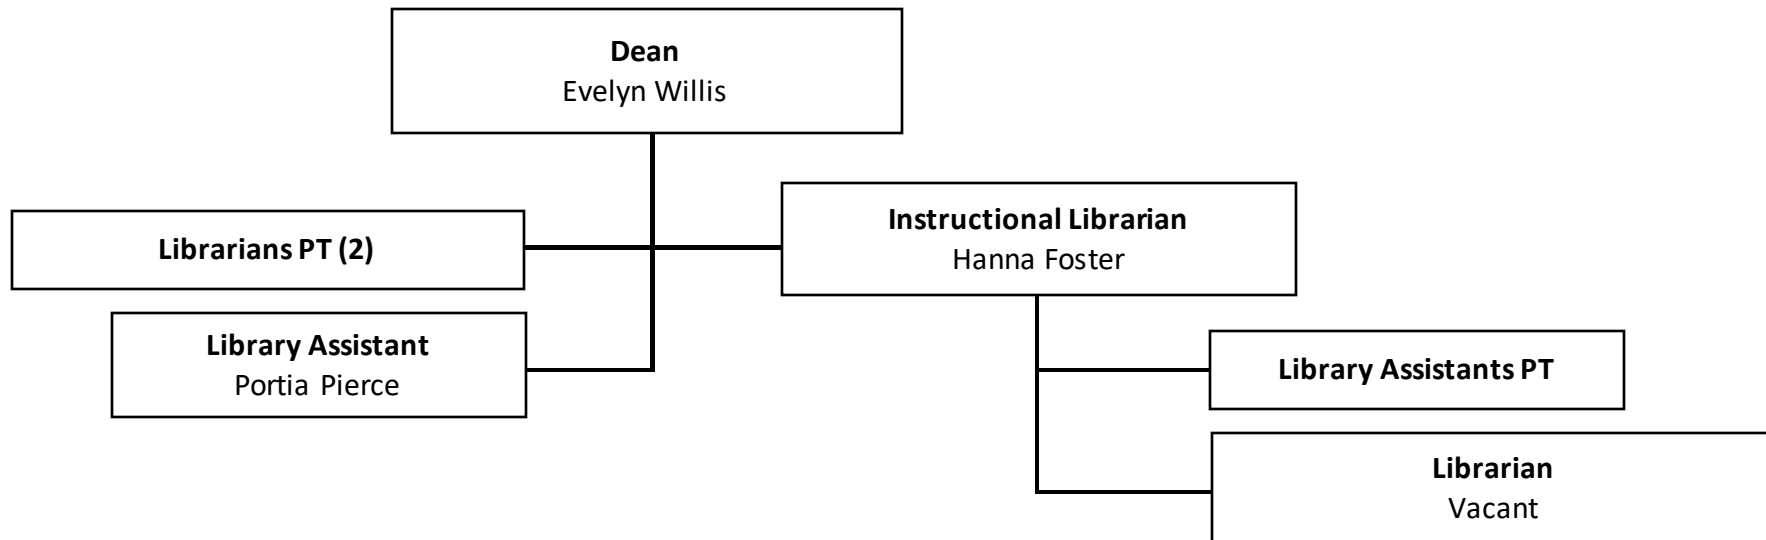 Dean
Evelyn Willis
Librarians PT (2)
Instructional Librarian
Hanna Foster
Library Assistant
Portia Pierce
Library Assistants PT
Librarian
Vacant